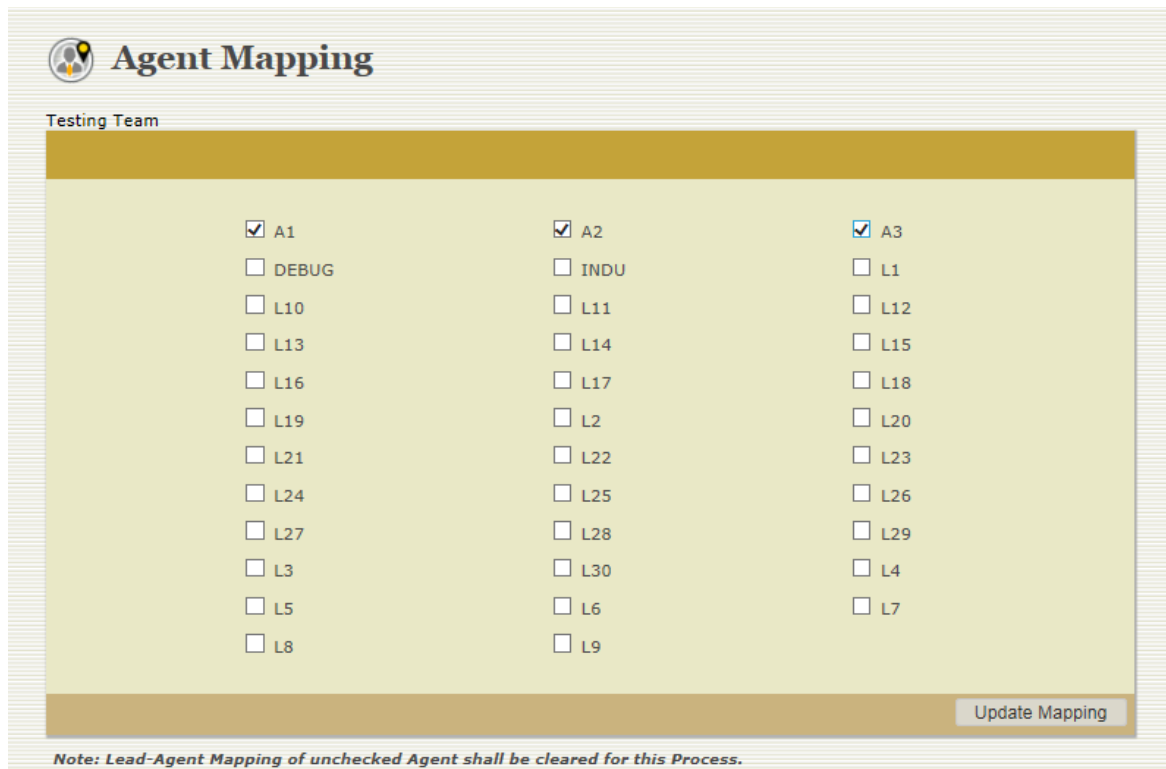 Agent Mapping
Testing Team
A1 A2 A3
DEBUG INDU L1
L10 L11 L12
L13 L14 L15
L16 L17 L18
L19 L2 L20
L21 L22 L23
L24 L25 L26
L27 L28 L29
L3 L30 L4
L5 L6 L7
L8 L9
Update Mapping
Note: Lead-Agent Mapping of unchecked Agent shall be cleared for this Process.